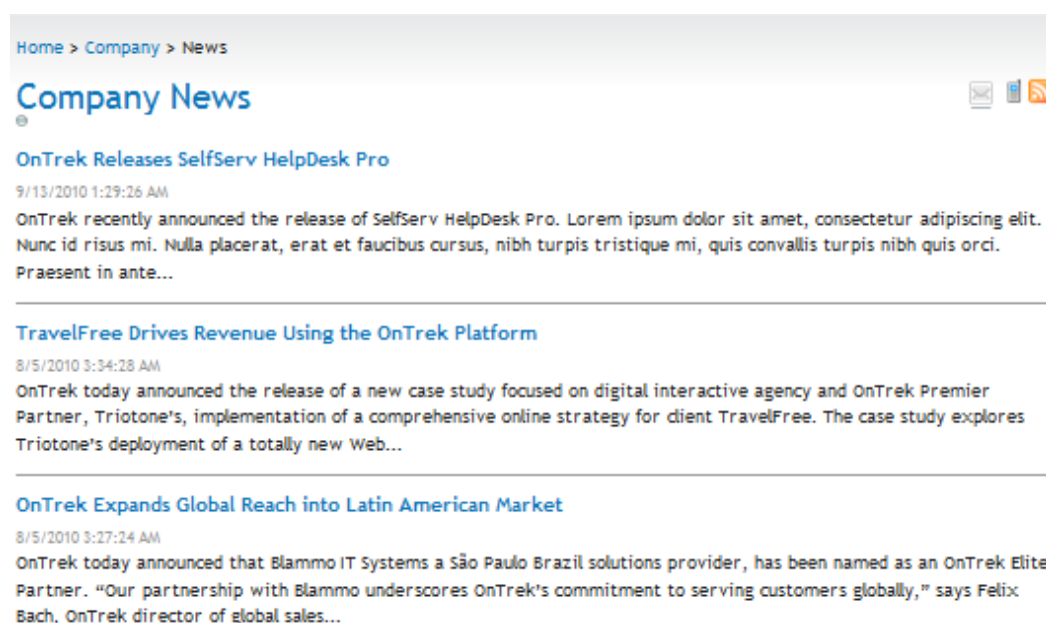 Home > Company > News
Company News
OnTrek Releases SelfServ HelpDesk Pro
9/13/2010 1:29:26 AM
OnTrek recently announced the release of SelfServ HelpDesk Pro. Lorem ipsum dolor sit amet, consectetur adipiscing elit.
Nunc id risus mi. Nulla placerat, erat et faucibus cursus, nibh turpis tristique mi, quis convallis turpis nibh quis orci.
Praesent in ante...
TravelFree Drives Revenue Using the OnTrek Platform
8/5/2010 3:34:28 AM
OnTrek today announced the release of a new case study focused on digital interactive agency and OnTrek Premier
Partner, Triotone's, implementation of a comprehensive online strategy for client TravelFree. The case study explores
Triotone's deployment of a totally new Web...
OnTrek Expands Global Reach into Latin American Market
8/5/2010 3:27:24 AM
OnTrek today announced that Blammo IT Systems a São Paulo Brazil solutions provider, has been named as an OnTrek Elite
Partner. “Our partnership with Blammo underscores OnTrek’s commitment to serving customers globally,” says Felix
Bach, OnTrek director of global sales...